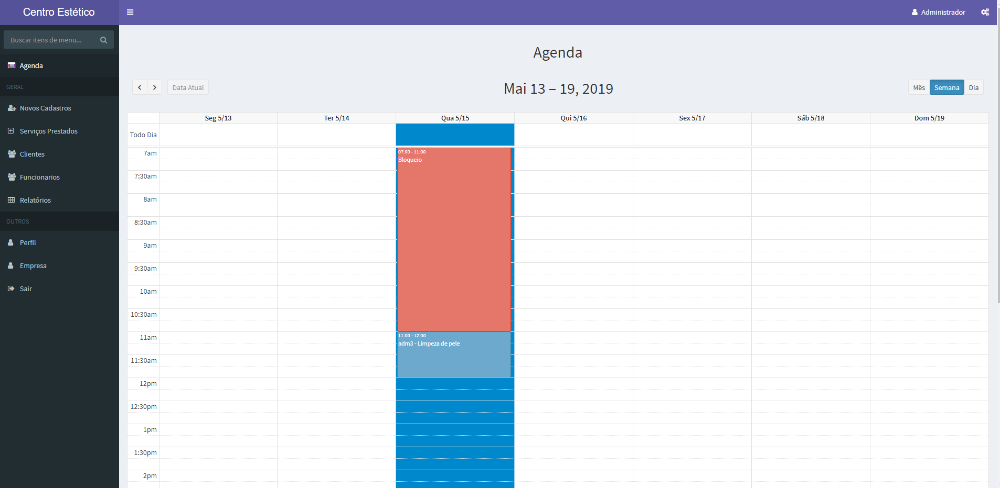 Centro Estético
Administrador
Buscar itens de menu...
Agenda
GERAL
Novos Cadastros
Serviços Prestados
Clientes
Funcionarios
Relatórios
OUTROS
Perfil
Empresa
Sair
Agenda
Data Atual
Mai 13 – 19, 2019
Mês Semana Dia
Seg 5/13 Ter 5/14 Qua 5/15 Qui 5/16 Sex 5/17 Sáb 5/18 Dom 5/19
Todo Dia
7am
07:00 - 11:00
Bloqueio
7:30am
8am
8:30am
9am
9:30am
10am
10:30am
11am
11:00 - 12:00
adm3 - Limpeza de pele
11:30am
12pm
12:30pm
1pm
1:30pm
2pm